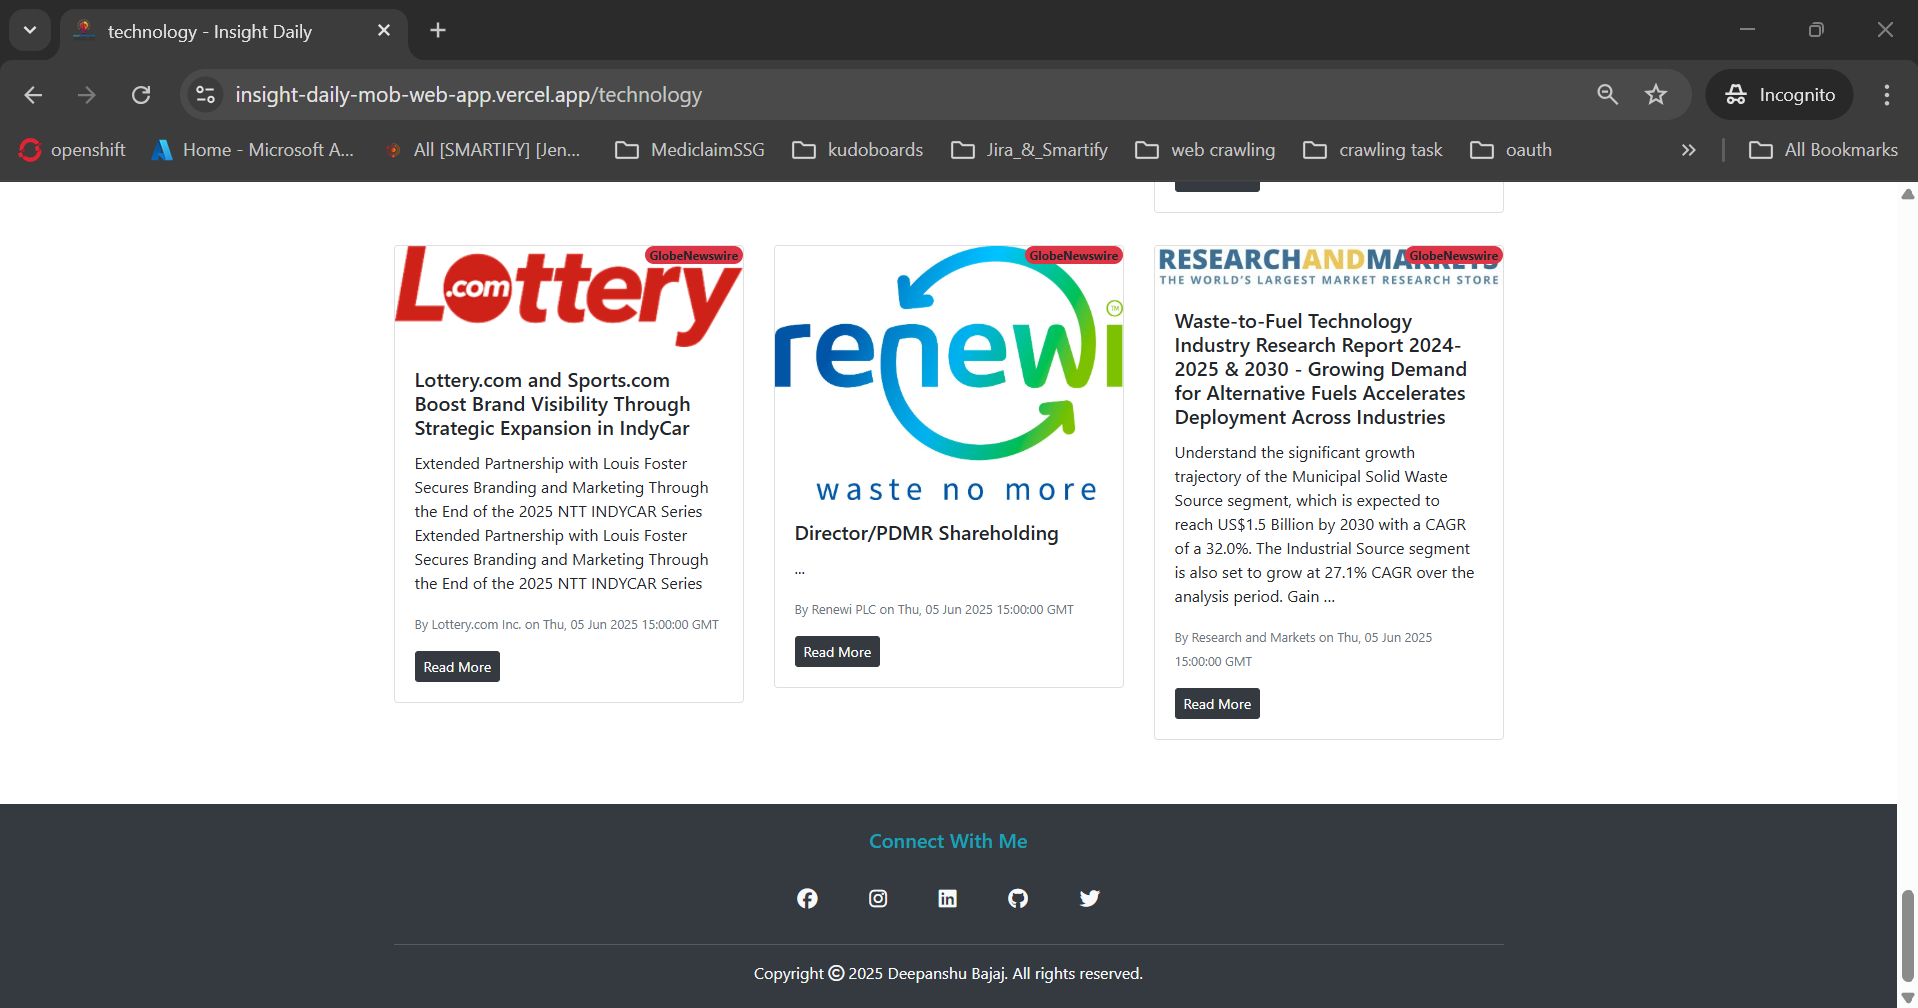 technology - Insight Daily
insight-daily-mob-web-app.vercel.app/technology
Incognito
openshift
Home - Microsoft A...
All [SMARTIFY] [Jen...
MediclaimSSG
kudoboards
Jira_&_Smartify
web crawling
crawling task
oauth
All Bookmarks
Lottery
.com
GlobeNewswire
Lottery.com and Sports.com
Boost Brand Visibility Through
Strategic Expansion in IndyCar
Extended Partnership with Louis Foster
Secures Branding and Marketing Through
the End of the 2025 NTT INDYCAR Series
Extended Partnership with Louis Foster
Secures Branding and Marketing Through
the End of the 2025 NTT INDYCAR Series
By Lottery.com Inc. on Thu, 05 Jun 2025 15:00:00 GMT
Read More
GlobeNewswire
renewi
TM
waste no more
Director/PDMR Shareholding
...
By Renewi PLC on Thu, 05 Jun 2025 15:00:00 GMT
Read More
RESEARCHANDMARKETS
GlobeNewswire
THE WORLD'S LARGEST MARKET RESEARCH STORE
Waste-to-Fuel Technology
Industry Research Report 2024-
2025 & 2030 - Growing Demand
for Alternative Fuels Accelerates
Deployment Across Industries
Understand the significant growth
trajectory of the Municipal Solid Waste
Source segment, which is expected to
reach US$1.5 Billion by 2030 with a CAGR
of a 32.0%. The Industrial Source segment
is also set to grow at 27.1% CAGR over the
analysis period. Gain ...
By Research and Markets on Thu, 05 Jun 2025
15:00:00 GMT
Read More
Connect With Me
Copyright © 2025 Deepanshu Bajaj. All rights reserved.